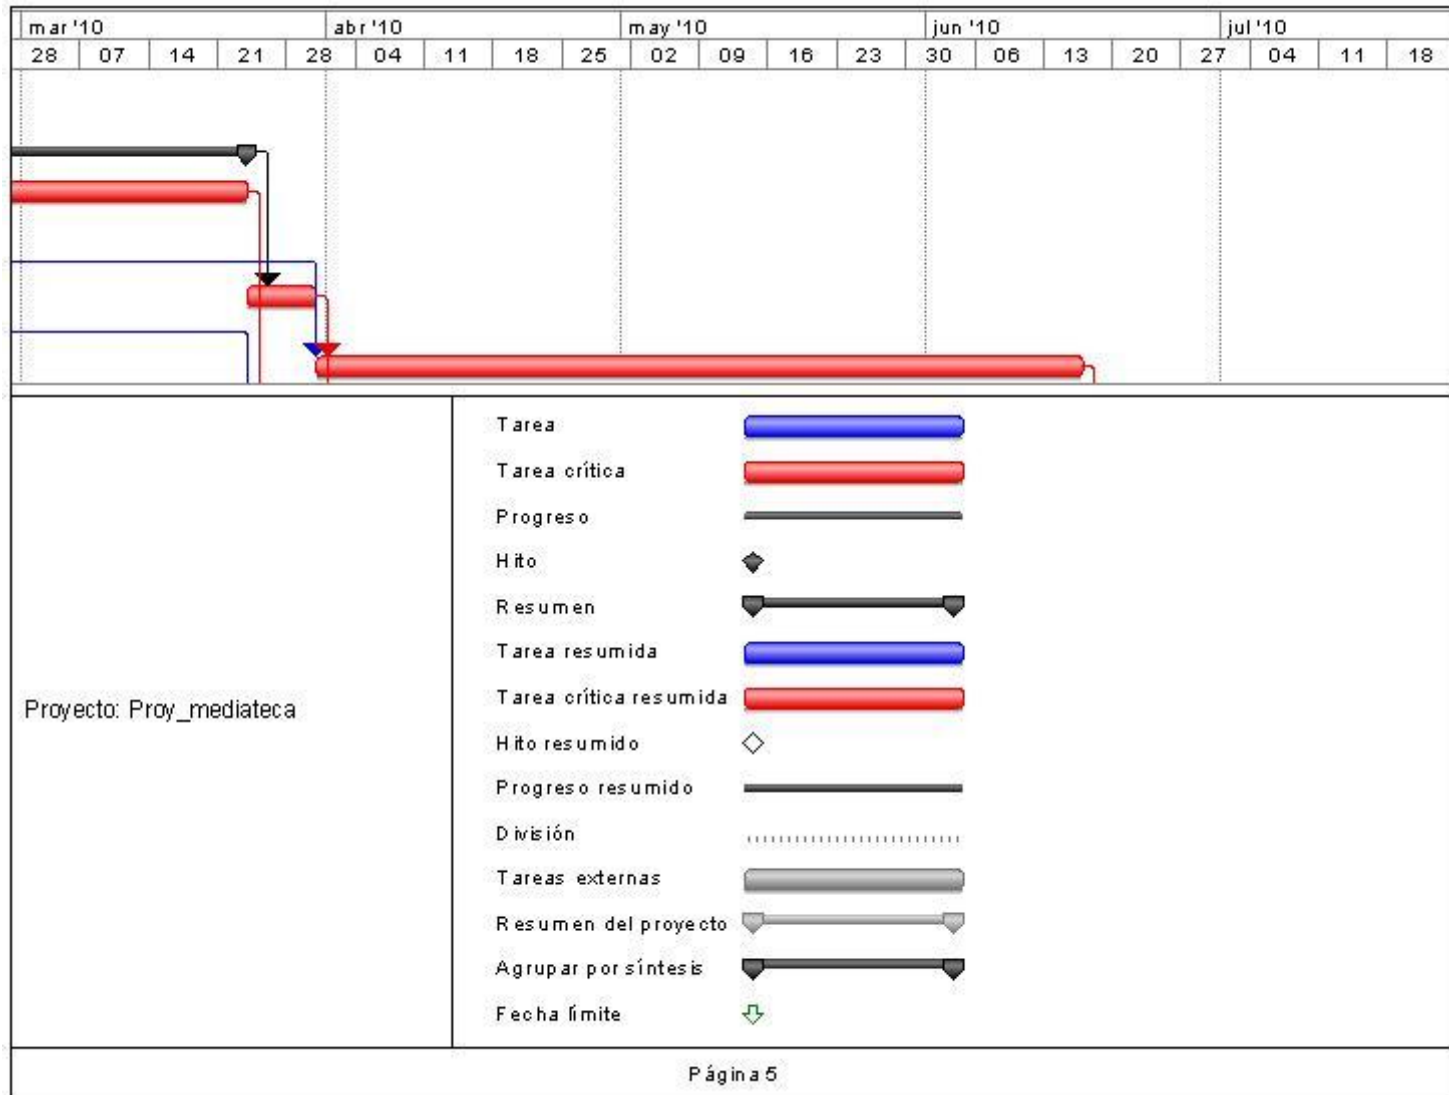 mar '10 abr '10 may '10 jun '10 jul '10
28 07 14 21 28 04 11 18 25 02 09 16 23 30 06 13 20 27 04 11 18
Tarea
Tarea crítica
Progreso
Hito
Resumen
Tarea resumida
Tarea crítica resumida
Proyecto: Proy_mediateca
Hito resumido
Progreso resumido
División
Tareas externas
Resumen del proyecto
Agrupar por síntesis
Fecha límite
Página 5